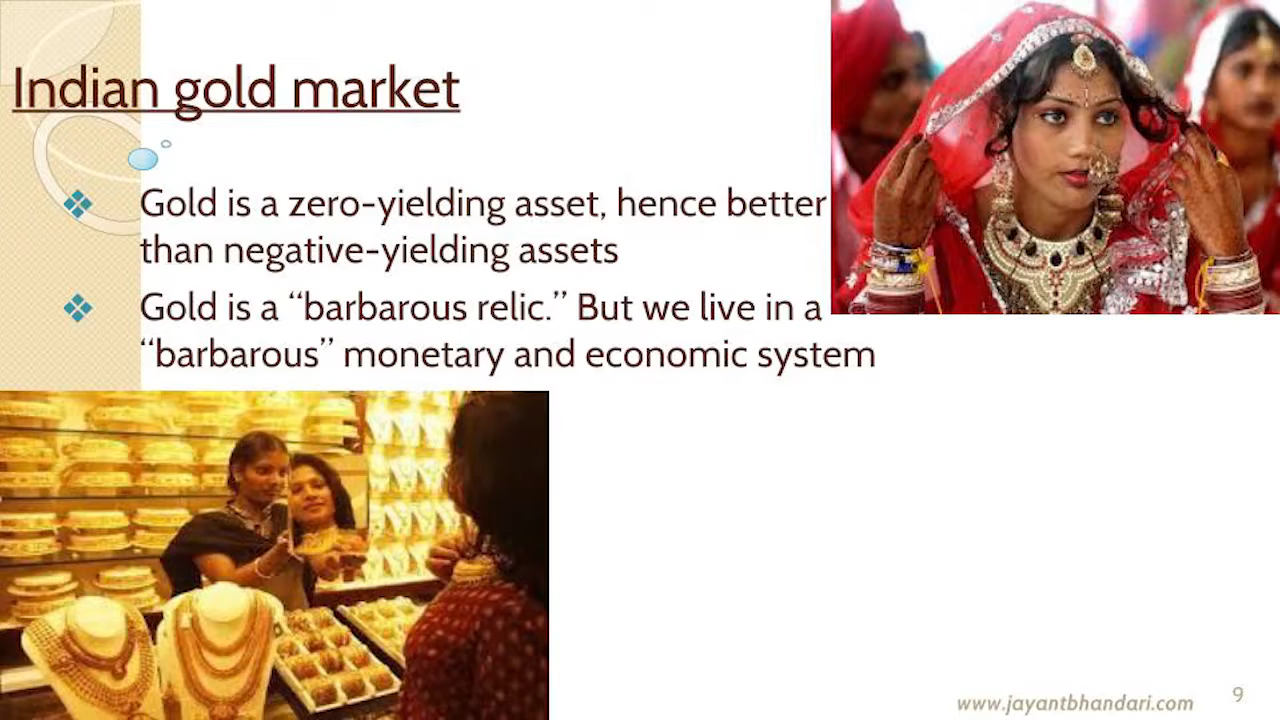 Indian gold market
Gold is a zero-yielding asset, hence better
than negative-yielding assets
Gold is a “barbarous relic.” But we live in a
“barbarous” monetary and economic system
www.jayantbhandari.com
9